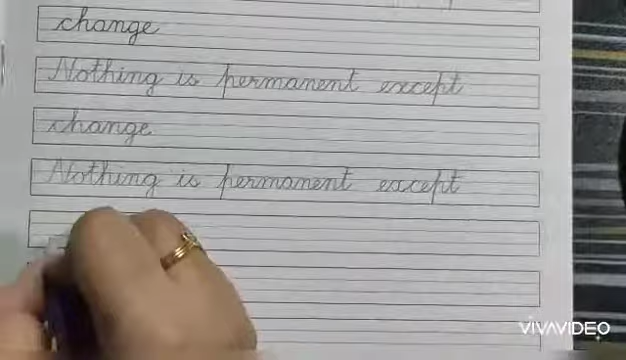 change
Nothing is permanent except
change
Nothing is permanent except
VIVAVIDEO